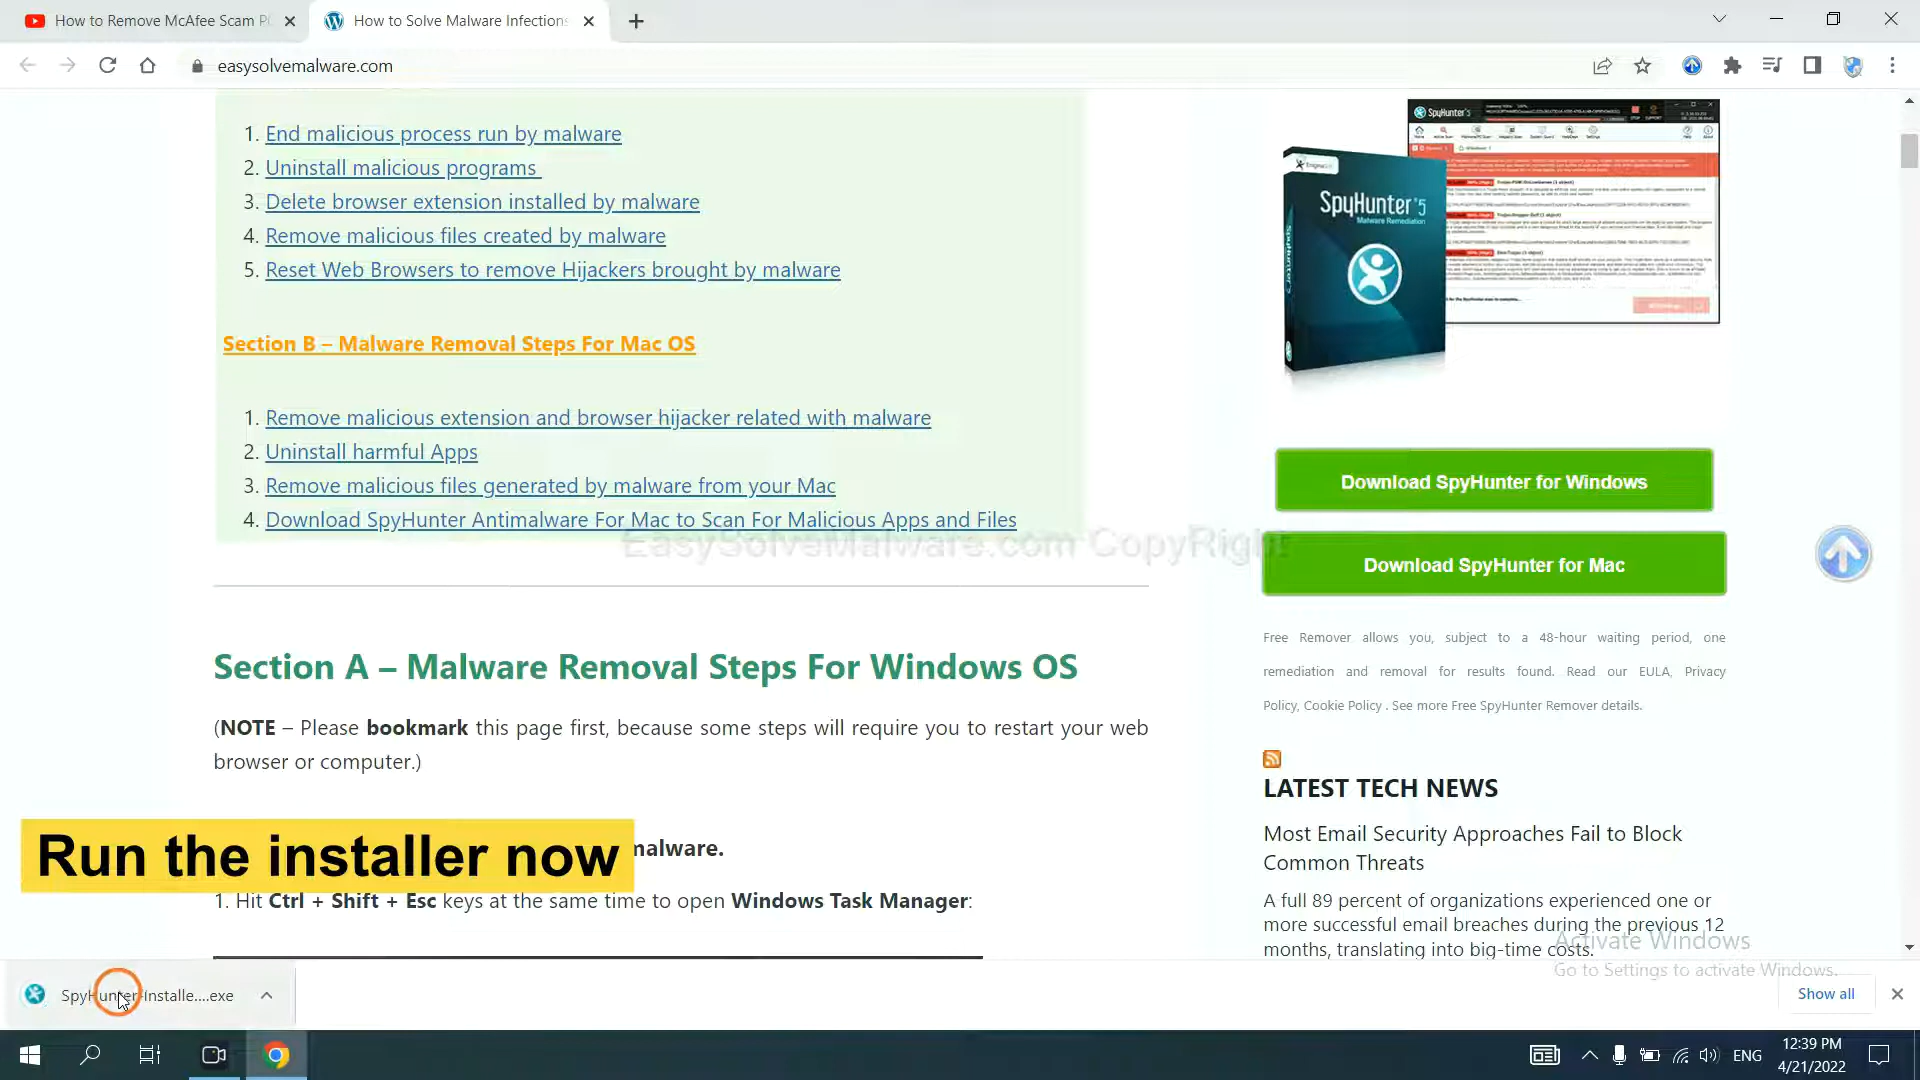 How to Remove McAfee Scam P
How to Solve Malware Infections
easysolvemalware.com
1. End malicious process run by malware
2. Uninstall malicious programs
3. Delete browser extension installed by malware
4. Remove malicious files created by malware
5. Reset Web Browsers to remove Hijackers brought by malware
Section B – Malware Removal Steps For Mac OS
1. Remove malicious extension and browser hijacker related with malware
2. Uninstall harmful Apps
3. Remove malicious files generated by malware from your Mac
4. Download SpyHunter Antimalware For Mac to Scan For Malicious Apps and Files
EasySolveMalware.com CopyRight
Section A – Malware Removal Steps For Windows OS
(NOTE – Please bookmark this page first, because some steps will require you to restart your web
browser or computer.)
Run the installer now
malware.
1. Hit Ctrl + Shift + Esc keys at the same time to open Windows Task Manager:
SpyHunter 5
SpyHunter 5
Malware Remediation
SpyHunter
Download SpyHunter for Windows
Download SpyHunter for Mac
Free Remover allows you, subject to a 48-hour waiting period, one
remediation and removal for results found. Read our EULA, Privacy
Policy, Cookie Policy . See more Free SpyHunter Remover details.
LATEST TECH NEWS
Most Email Security Approaches Fail to Block
Common Threats
A full 89 percent of organizations experienced one or
more successful email breaches during the previous 12
months, translating into big-time costs.
Activate Windows
Go to Settings to activate Windows.
SpyHunter-Installe....exe
Show all
ENG
12:39 PM
4/21/2022